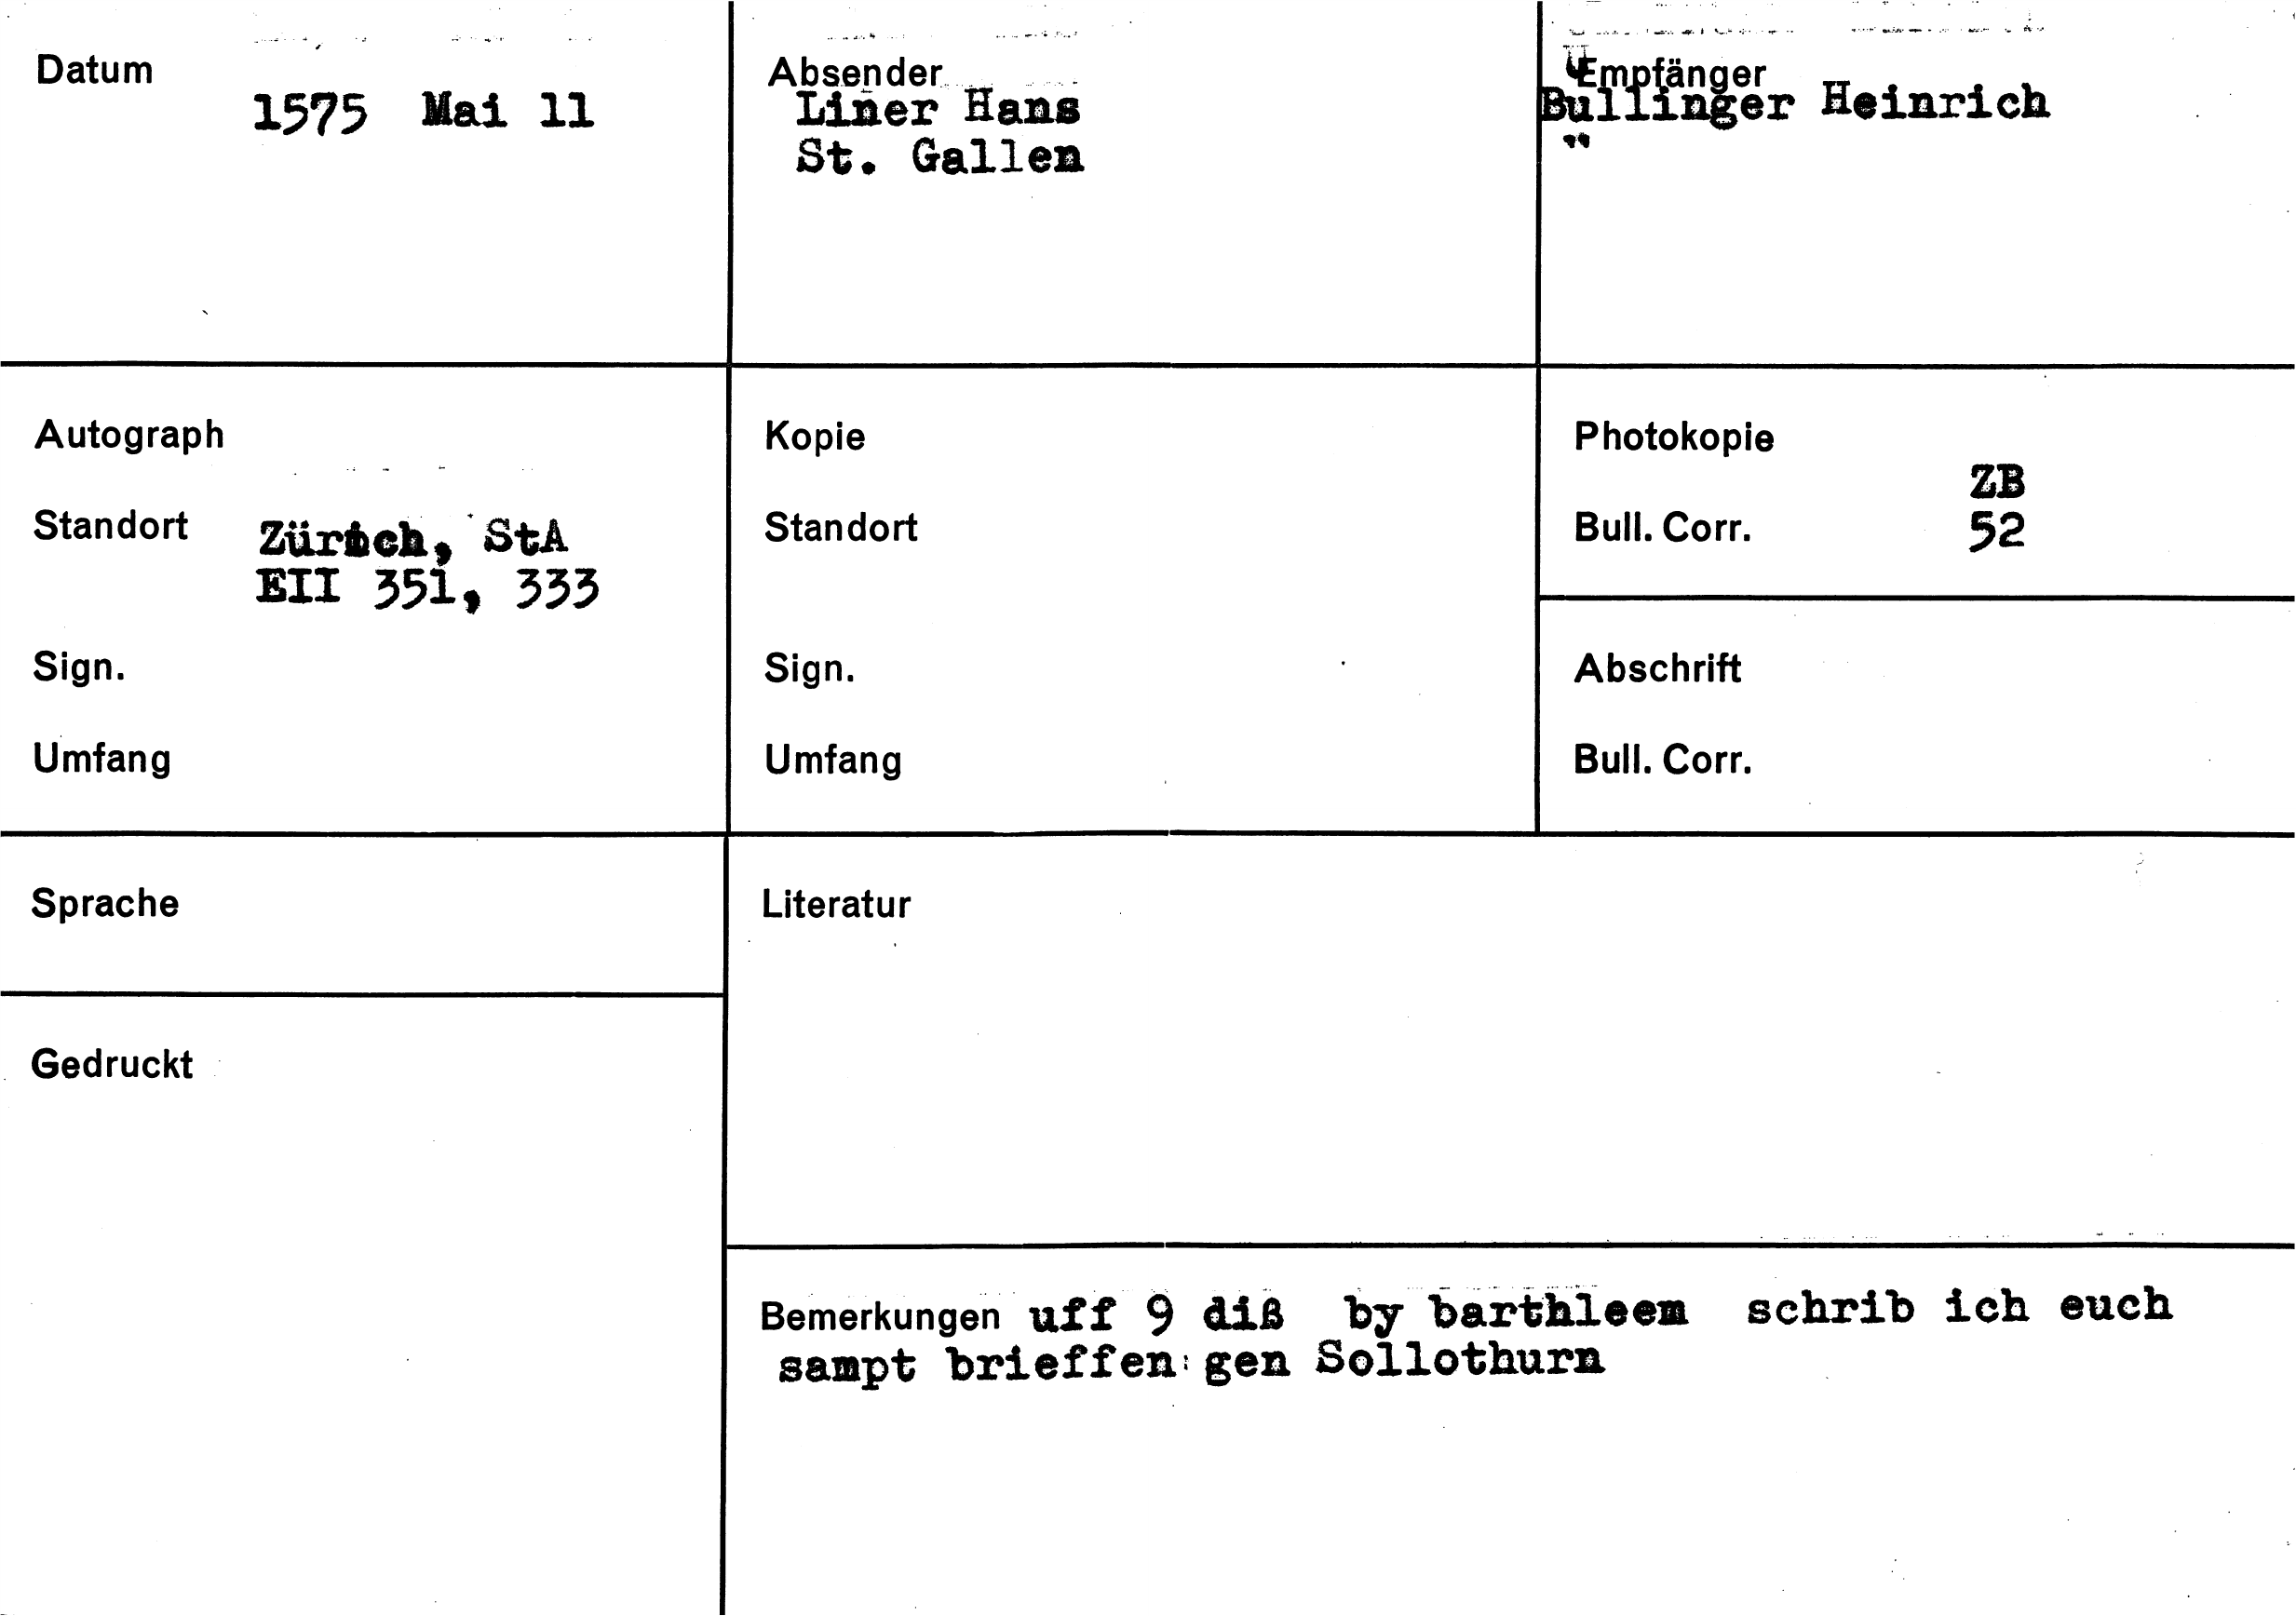 Datum
1575 Mai 11
Absender
Liner Hans
St. Gallen
Empfänger
Bullinger Heinrich
"
Autograph
Standort Zürich, StA
EII 351, 333
Sign.
Umfang
Kopie
Standort
Sign.
Umfang
Photokopie
ZB
Bull. Corr. 52
Abschrift
Bull. Corr.
Sprache
Literatur
Gedruckt
Bemerkungen uff 9 diß by barthleem schrib ich euch
sampt brieffen gen Sollothurn